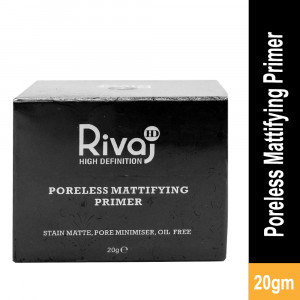 Rivaj HD
HIGH DEFINITION
PORELESS MATTIFYING
PRIMER
STAIN MATTE, PORE MINIMISER, OIL FREE
20g℮
Poreless Mattifying Primer
20gm